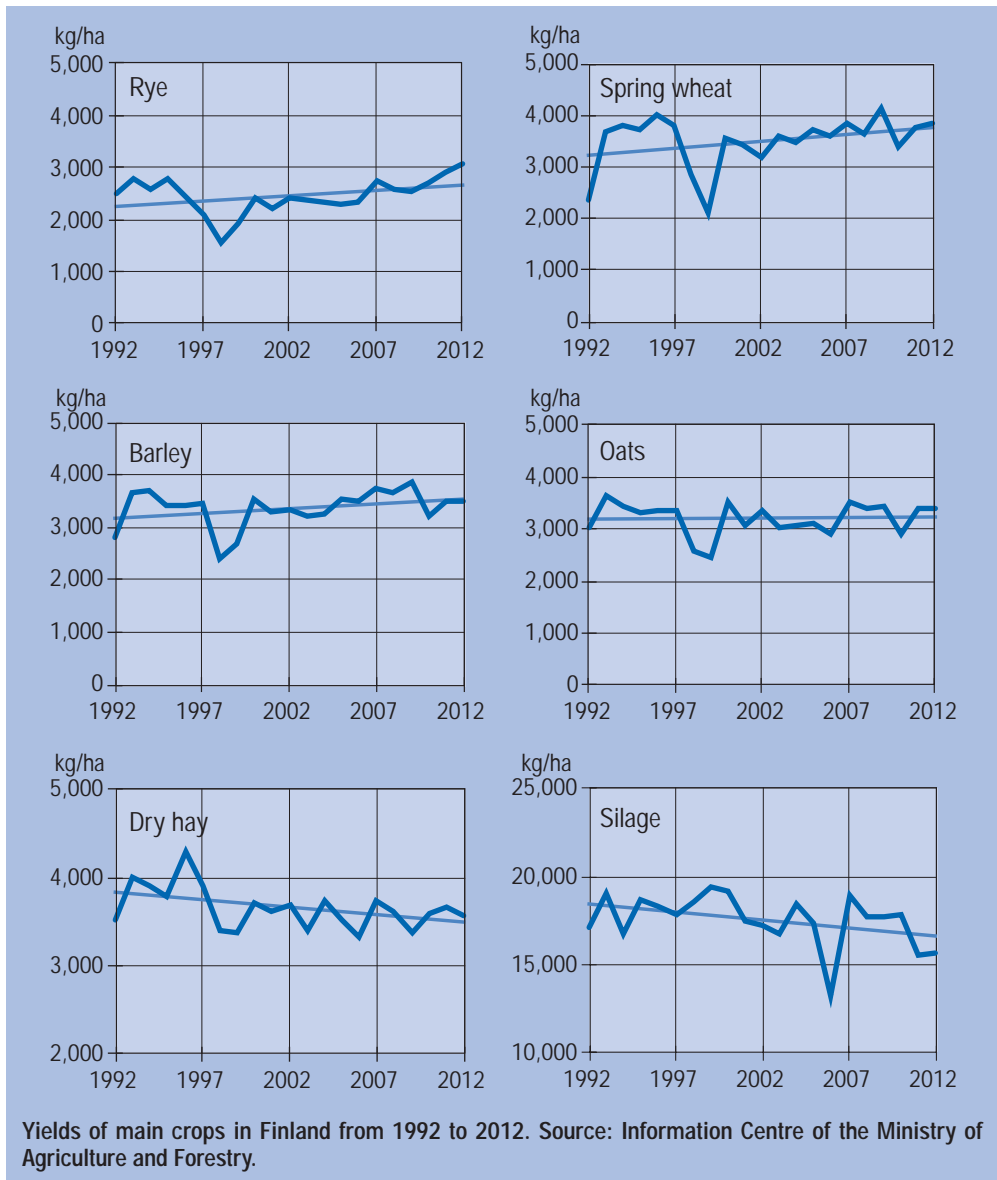 kg/ha
5,000
4,000
3,000
2,000
1,000
0
Rye
1992 1997 2002 2007 2012
kg/ha
5,000
4,000
3,000
2,000
1,000
0
Spring wheat
1992 1997 2002 2007 2012
kg/ha
5,000
4,000
3,000
2,000
1,000
0
Barley
1992 1997 2002 2007 2012
kg/ha
5,000
4,000
3,000
2,000
1,000
0
Oats
1992 1997 2002 2007 2012
kg/ha
5,000
4,000
3,000
2,000
Dry hay
1992 1997 2002 2007 2012
kg/ha
25,000
20,000
15,000
10,000
Silage
1992 1997 2002 2007 2012
Yields of main crops in Finland from 1992 to 2012. Source: Information Centre of the Ministry of
Agriculture and Forestry.